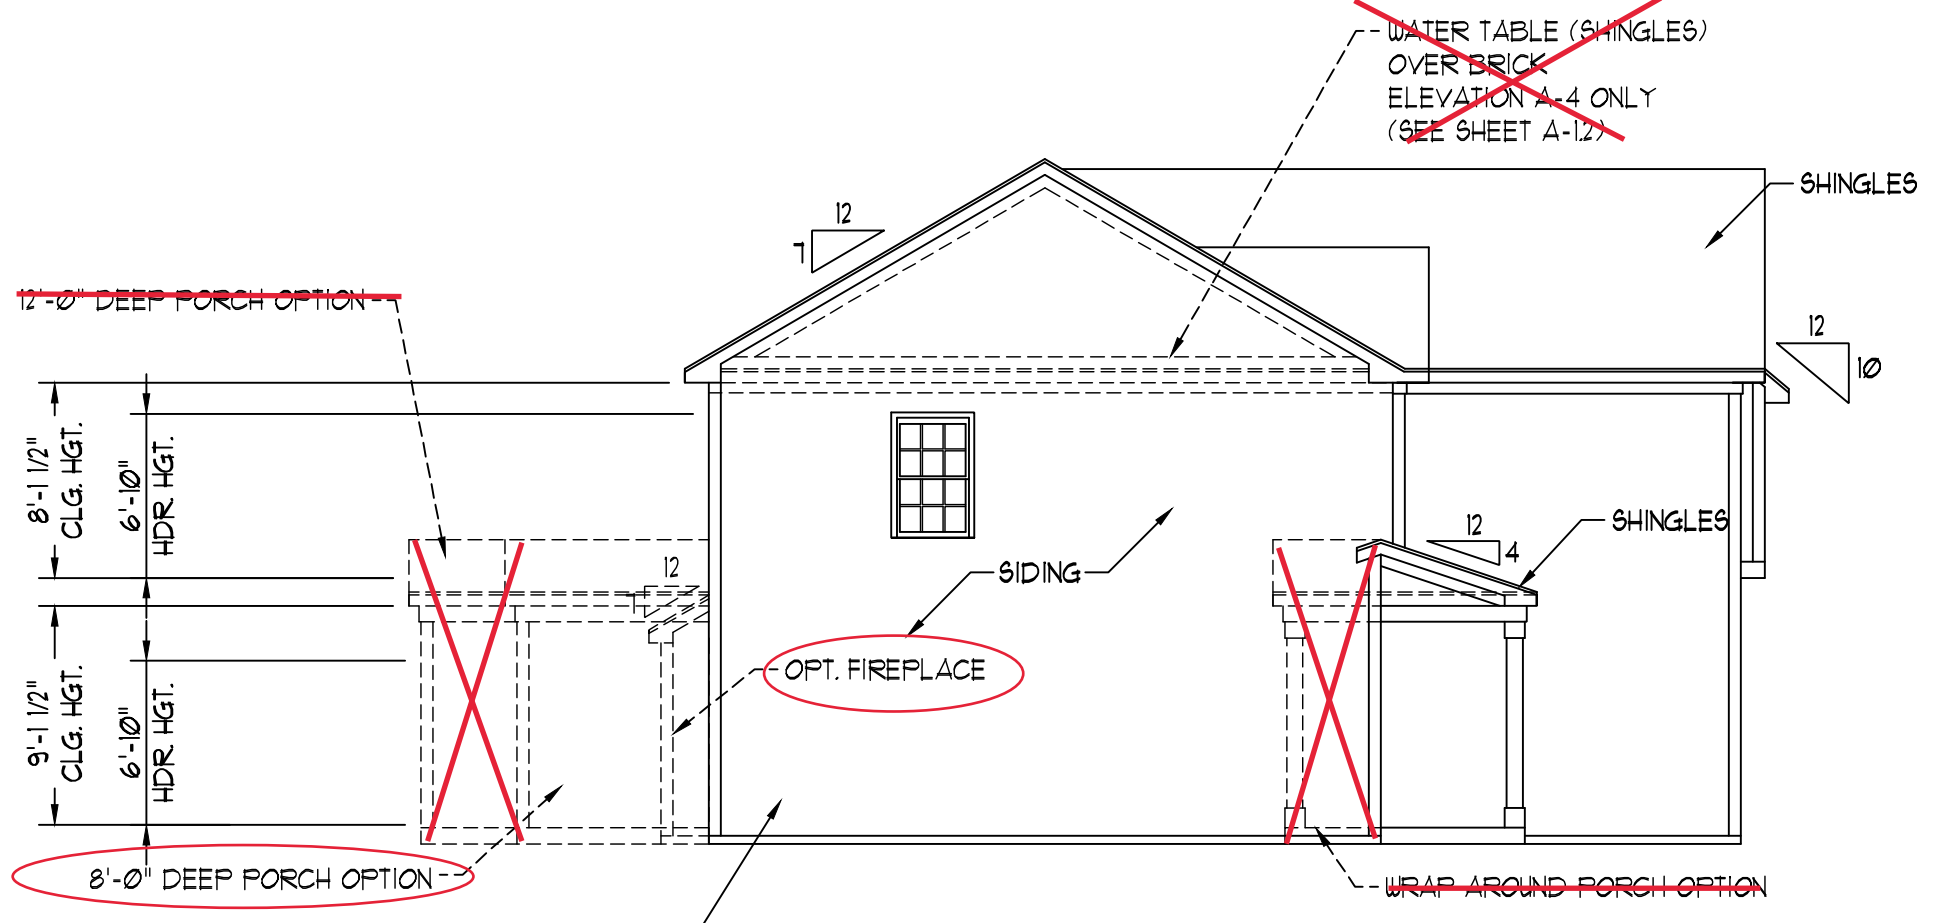 WATER TABLE (SHINGLES)
OVER BRICK
ELEVATION A-4 ONLY
(SEE SHEET A-1.2)
SHINGLES
12
7
12'-0" DEEP PORCH OPTION
12
10
8'-1 1/2"
CLG. HGT.
6'-10"
HDR. HGT.
12
4
SHINGLES
12
7
SIDING
OPT. FIREPLACE
9'-1 1/2"
CLG. HGT.
6'-10"
HDR. HGT.
8'-0" DEEP PORCH OPTION
WRAP AROUND PORCH OPTION